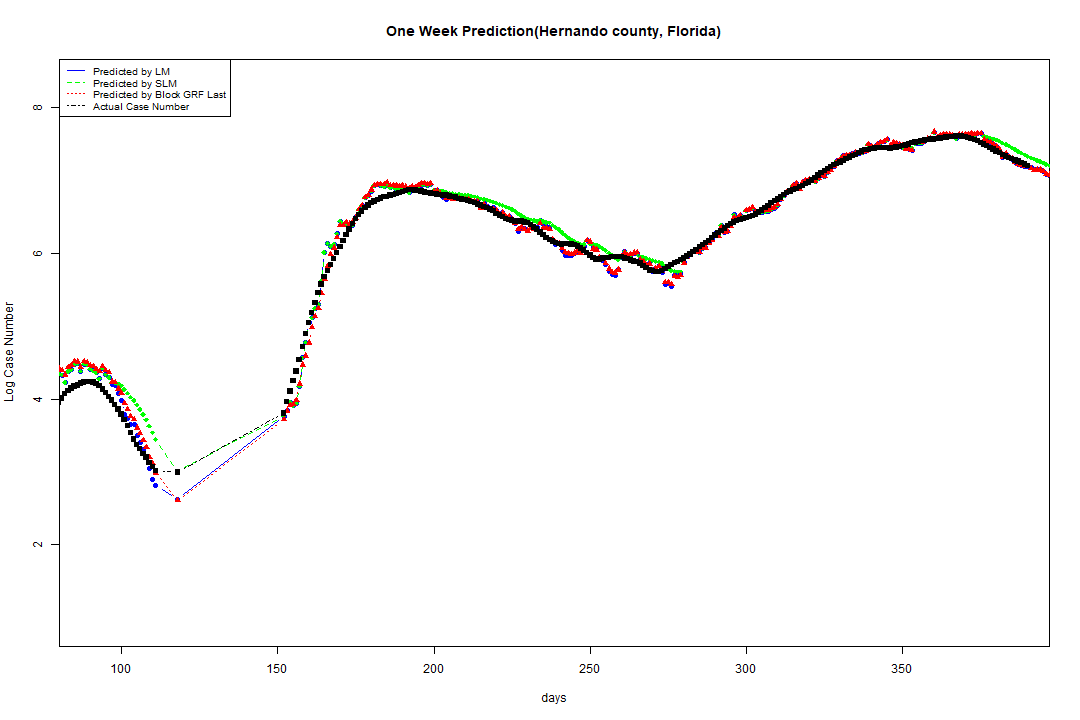 One Week Prediction(Hernando county, Florida)
Predicted by LM
Predicted by SLM
Predicted by Block GRF Last
Actual Case Number
8
6
4
2
Log Case Number
100 150 200 250 300 350
days